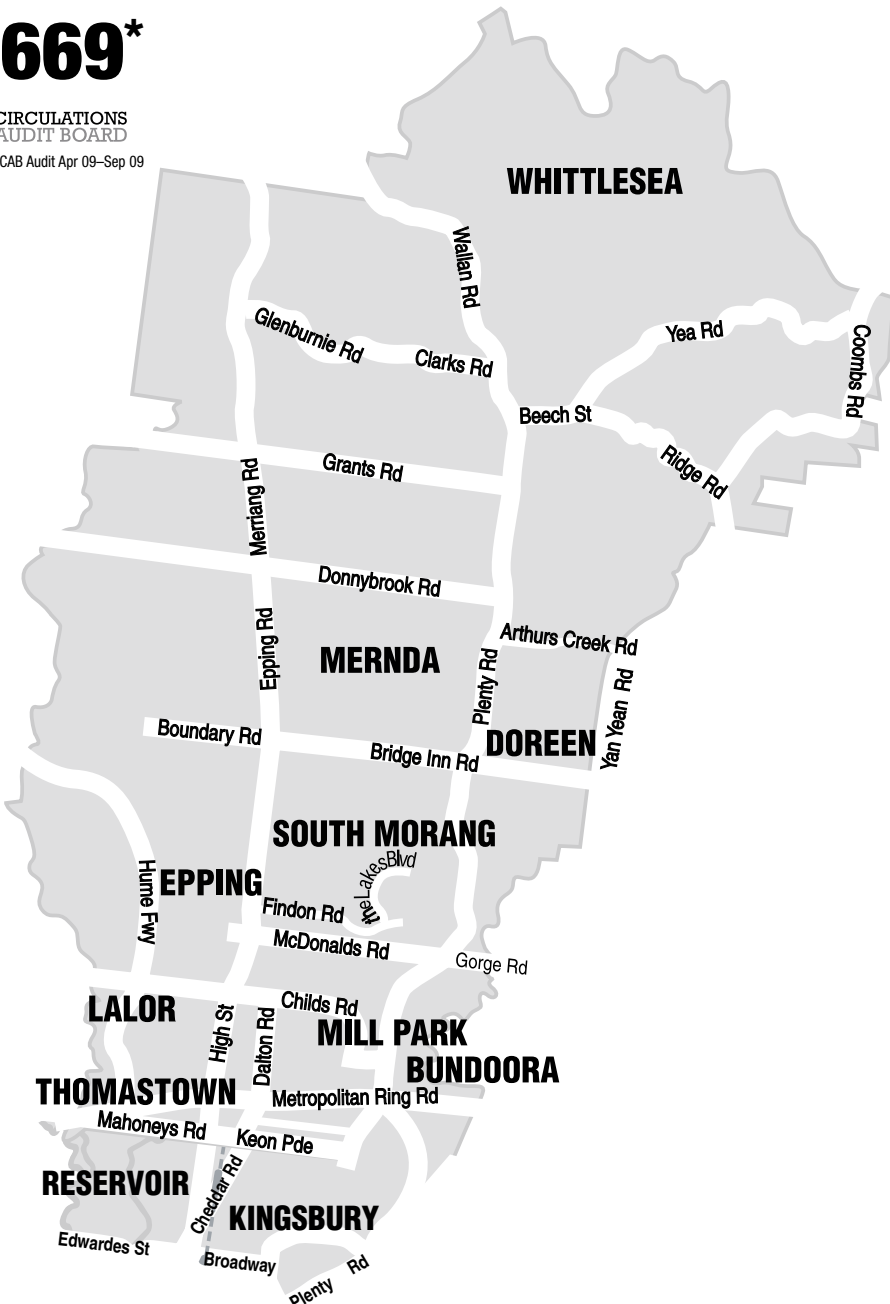 669*
CIRCULATIONS
AUDIT BOARD
CAB Audit Apr 09–Sep 09
WHITTLESEA
Wallan Rd
Glenburnie Rd
Clarks Rd
Yea Rd
Coombs Rd
Beech St
Ridge Rd
Grants Rd
Merriang Rd
Donnybrook Rd
Epping Rd
Arthurs Creek Rd
MERNDA
Plenty Rd
Yan Yean Rd
Boundary Rd
Bridge Inn Rd
DOREEN
SOUTH MORANG
the Lakes Blvd
Hume Fwy
EPPING
Findon Rd
McDonalds Rd
Gorge Rd
LALOR
High St
Dalton Rd
Childs Rd
MILL PARK
BUNDOORA
THOMASTOWN
Metropolitan Ring Rd
Mahoneys Rd
Keon Pde
RESERVOIR
Cheddar Rd
KINGSBURY
Edwardes St
Broadway
Plenty Rd